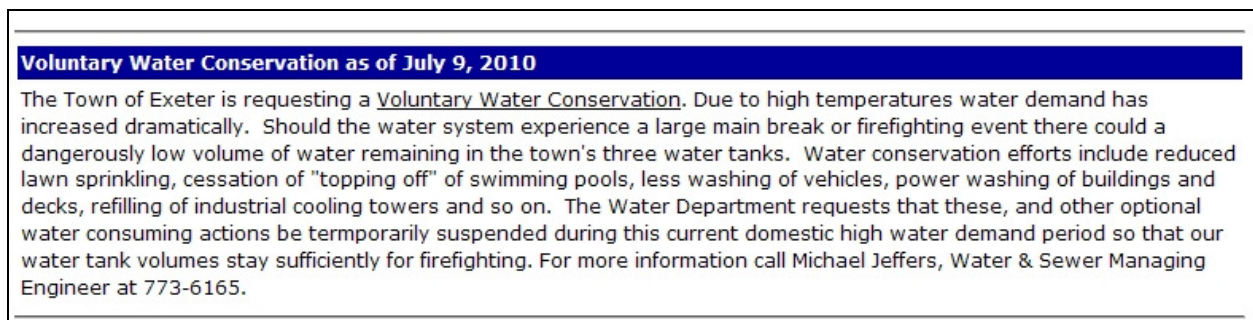 Voluntary Water Conservation as of July 9, 2010
The Town of Exeter is requesting a Voluntary Water Conservation. Due to high temperatures water demand has
increased dramatically.  Should the water system experience a large main break or firefighting event there could a
dangerously low volume of water remaining in the town's three water tanks.  Water conservation efforts include reduced
lawn sprinkling, cessation of "topping off" of swimming pools, less washing of vehicles, power washing of buildings and
decks, refilling of industrial cooling towers and so on.  The Water Department requests that these, and other optional
water consuming actions be termporarily suspended during this current domestic high water demand period so that our
water tank volumes stay sufficiently for firefighting. For more information call Michael Jeffers, Water & Sewer Managing
Engineer at 773-6165.